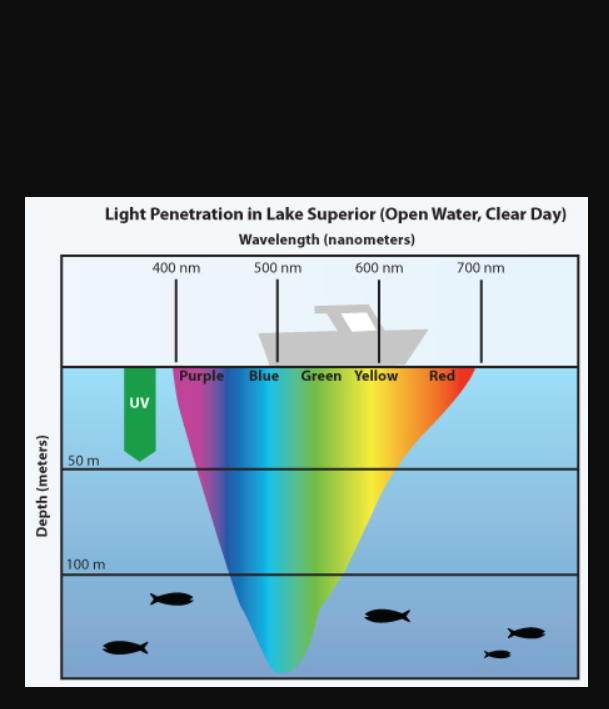 Light Penetration in Lake Superior (Open Water, Clear Day)
Wavelength (nanometers)
400 nm 500 nm 600 nm 700 nm
Purple Blue Green Yellow Red
UV
50 m
Depth (meters)
100 m